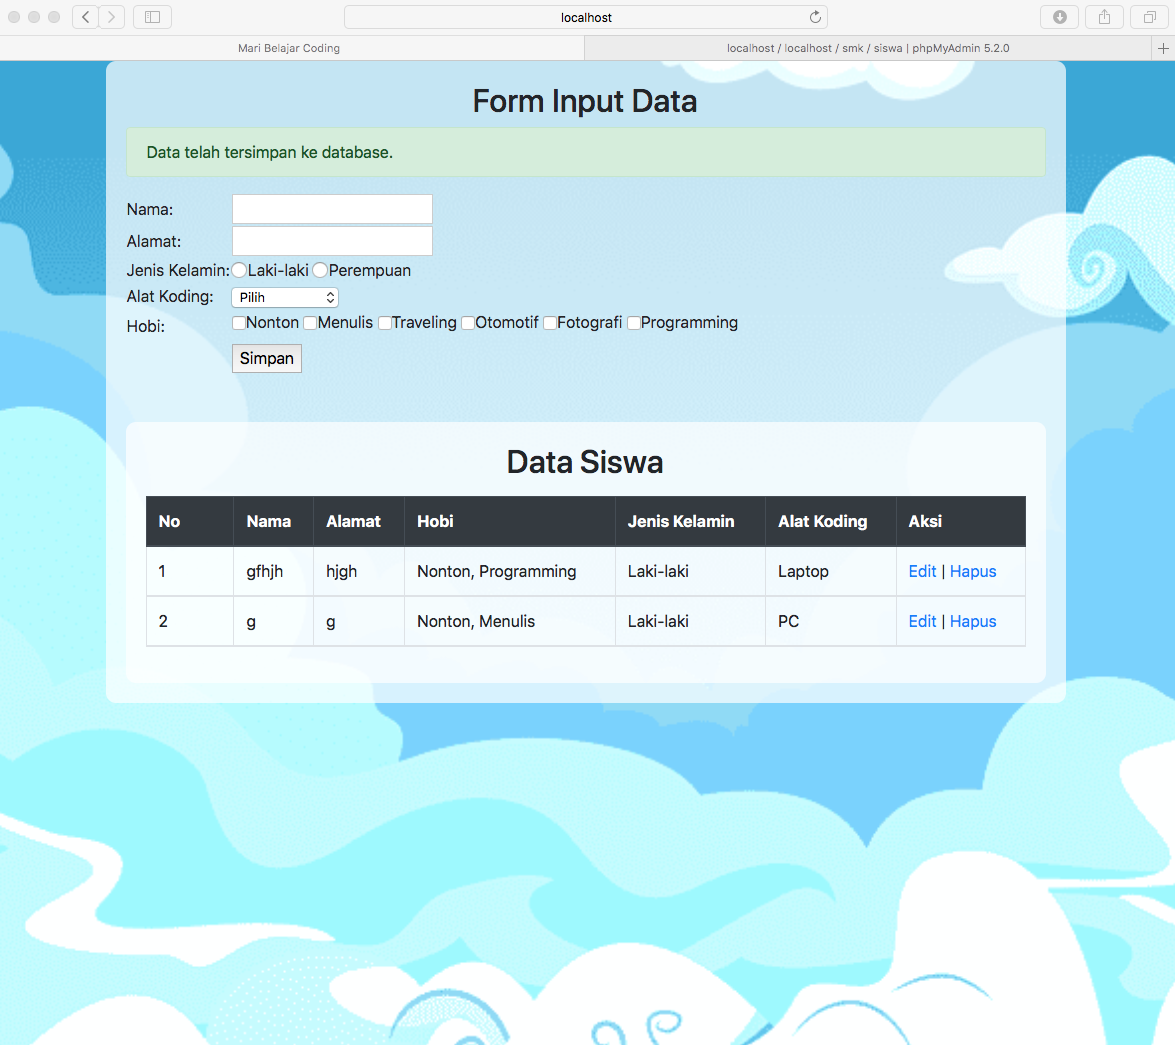 localhost
Mari Belajar Coding
localhost / localhost / smk / siswa | phpMyAdmin 5.2.0
Form Input Data
Data telah tersimpan ke database.
Nama:
Alamat:
Jenis Kelamin: Laki-laki Perempuan
Alat Koding: Pilih
Hobi: Nonton Menulis Traveling Otomotif Fotografi Programming
Simpan
Data Siswa
No Nama Alamat Hobi Jenis Kelamin Alat Koding Aksi
1 gfhjh hjgh Nonton, Programming Laki-laki Laptop Edit | Hapus
2 g g Nonton, Menulis Laki-laki PC Edit | Hapus